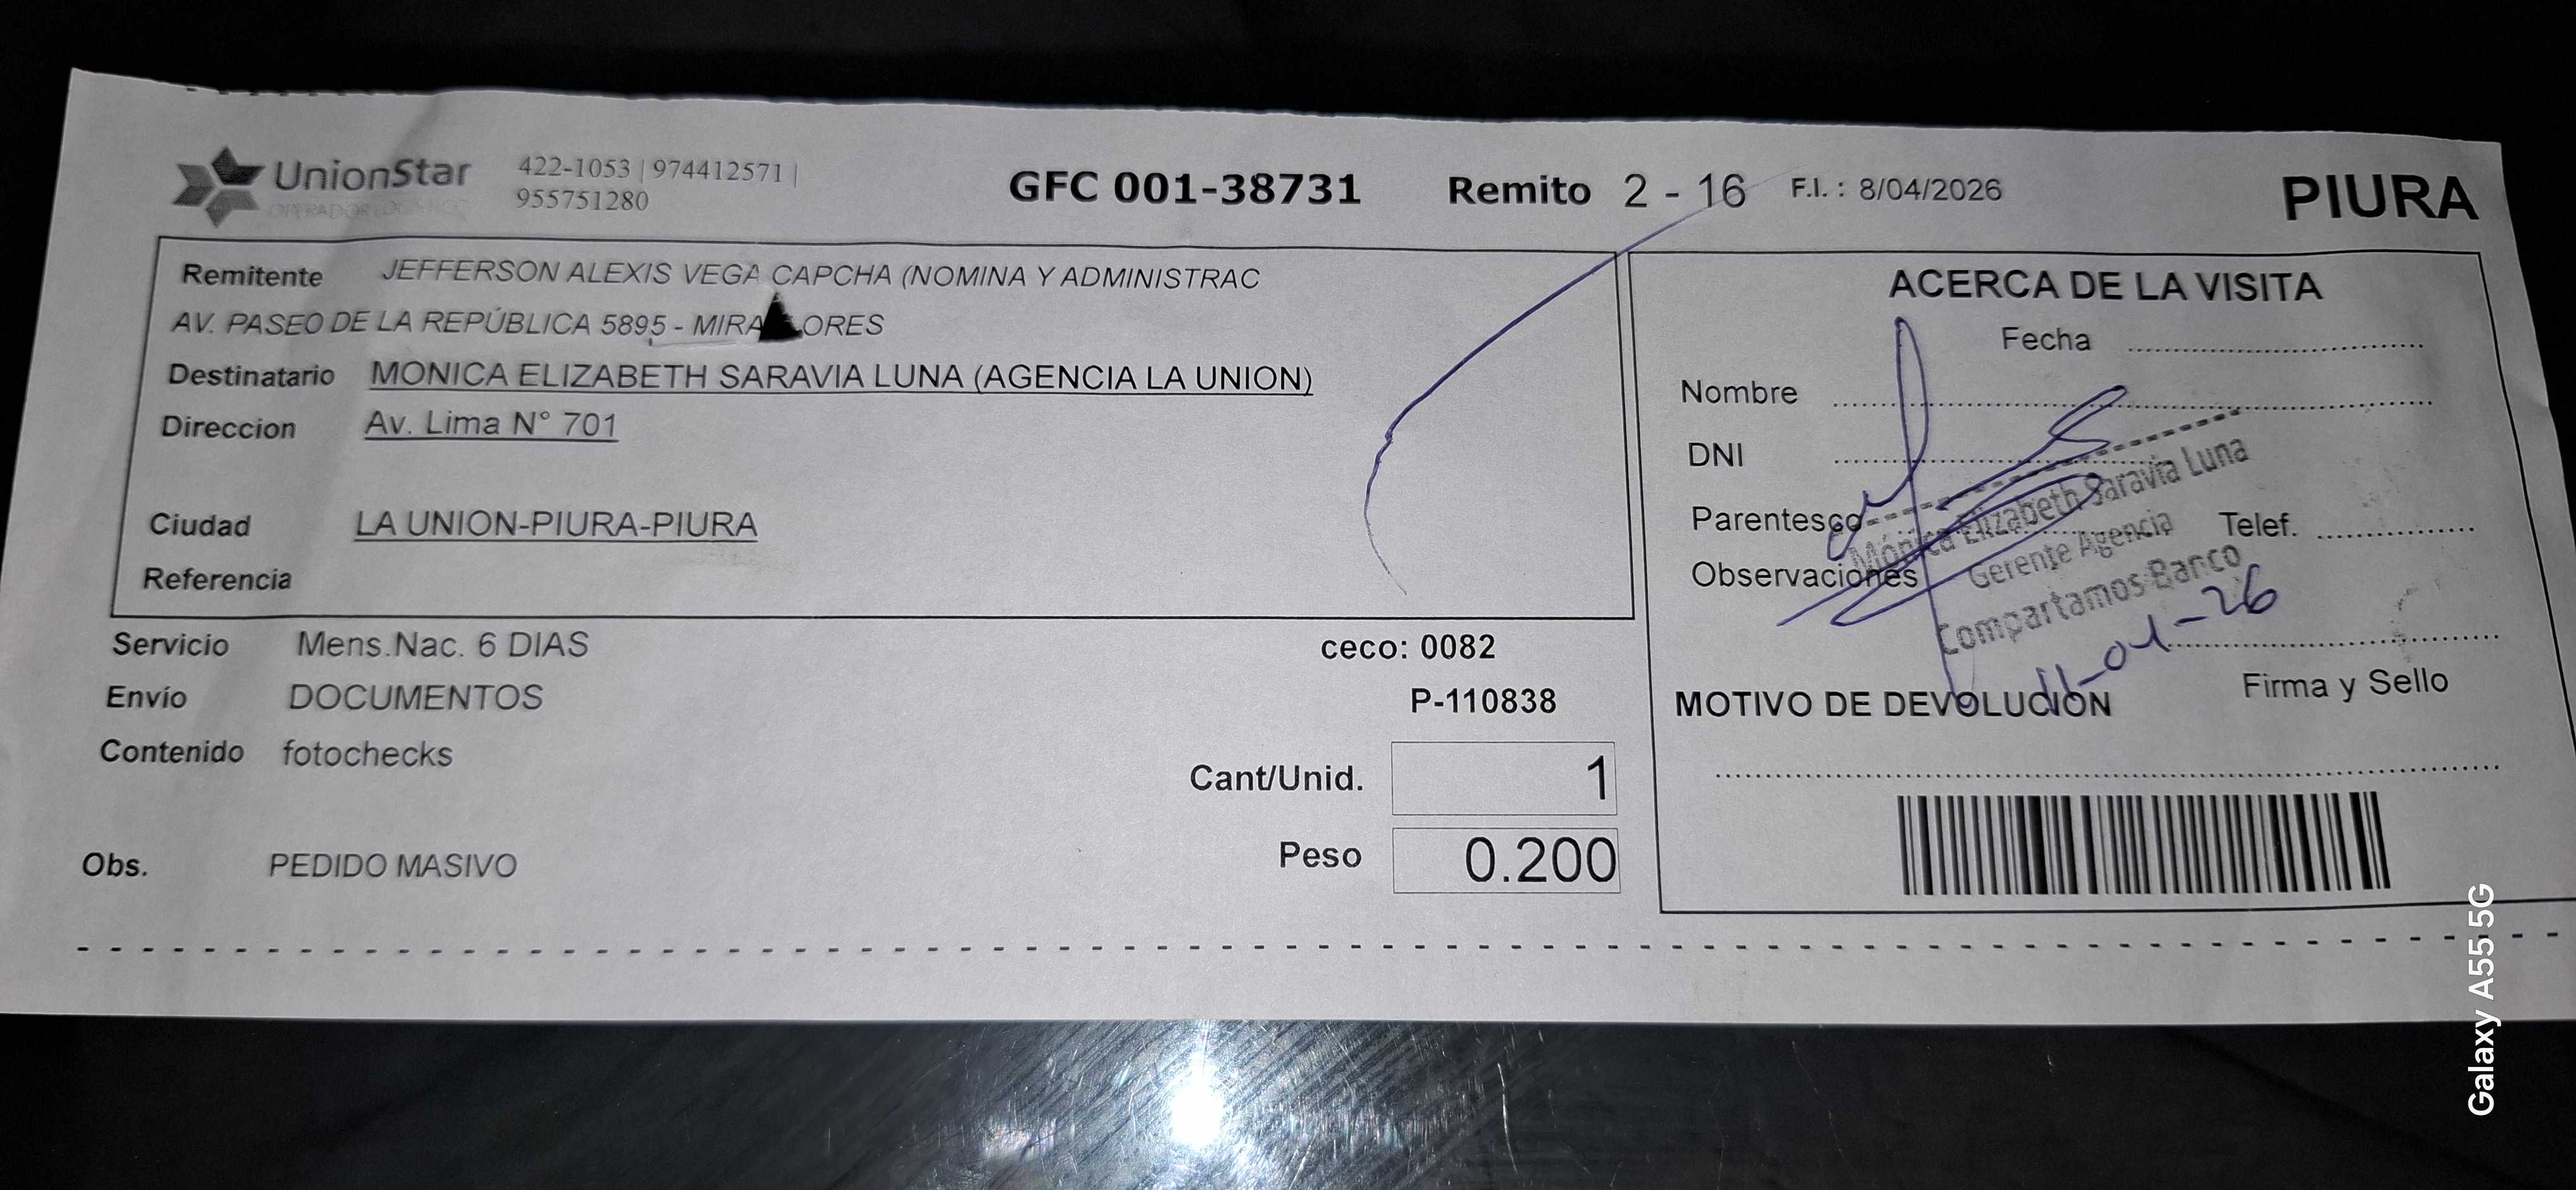 UnionStar
OPERADOR LOGISTICO
422-1053 | 974412571 |
955751280
GFC 001-38731 Remito 2 - 16 F.I. : 8/04/2026 PIURA
Remitente JEFFERSON ALEXIS VEGA CAPCHA (NOMINA Y ADMINISTRAC
AV. PASEO DE LA REPÚBLICA 5895 - MIRA ORES
Destinatario MONICA ELIZABETH SARAVIA LUNA (AGENCIA LA UNION)
Direccion Av. Lima N° 701
Ciudad LA UNION-PIURA-PIURA
Referencia
Servicio Mens.Nac. 6 DIAS ceco: 0082
Envío DOCUMENTOS P-110838
Contenido fotochecks
Cant/Unid. 1
Peso 0.200
Obs. PEDIDO MASIVO
ACERCA DE LA VISITA
Fecha
Nombre
DNI
Parentesco Telef.
Observaciones
Mónica Elizabeth Saravia Luna
Gerente Agencia
Compartamos Banco
11-04-26
Firma y Sello
MOTIVO DE DEVOLUCIÓN
Galaxy A55 5G